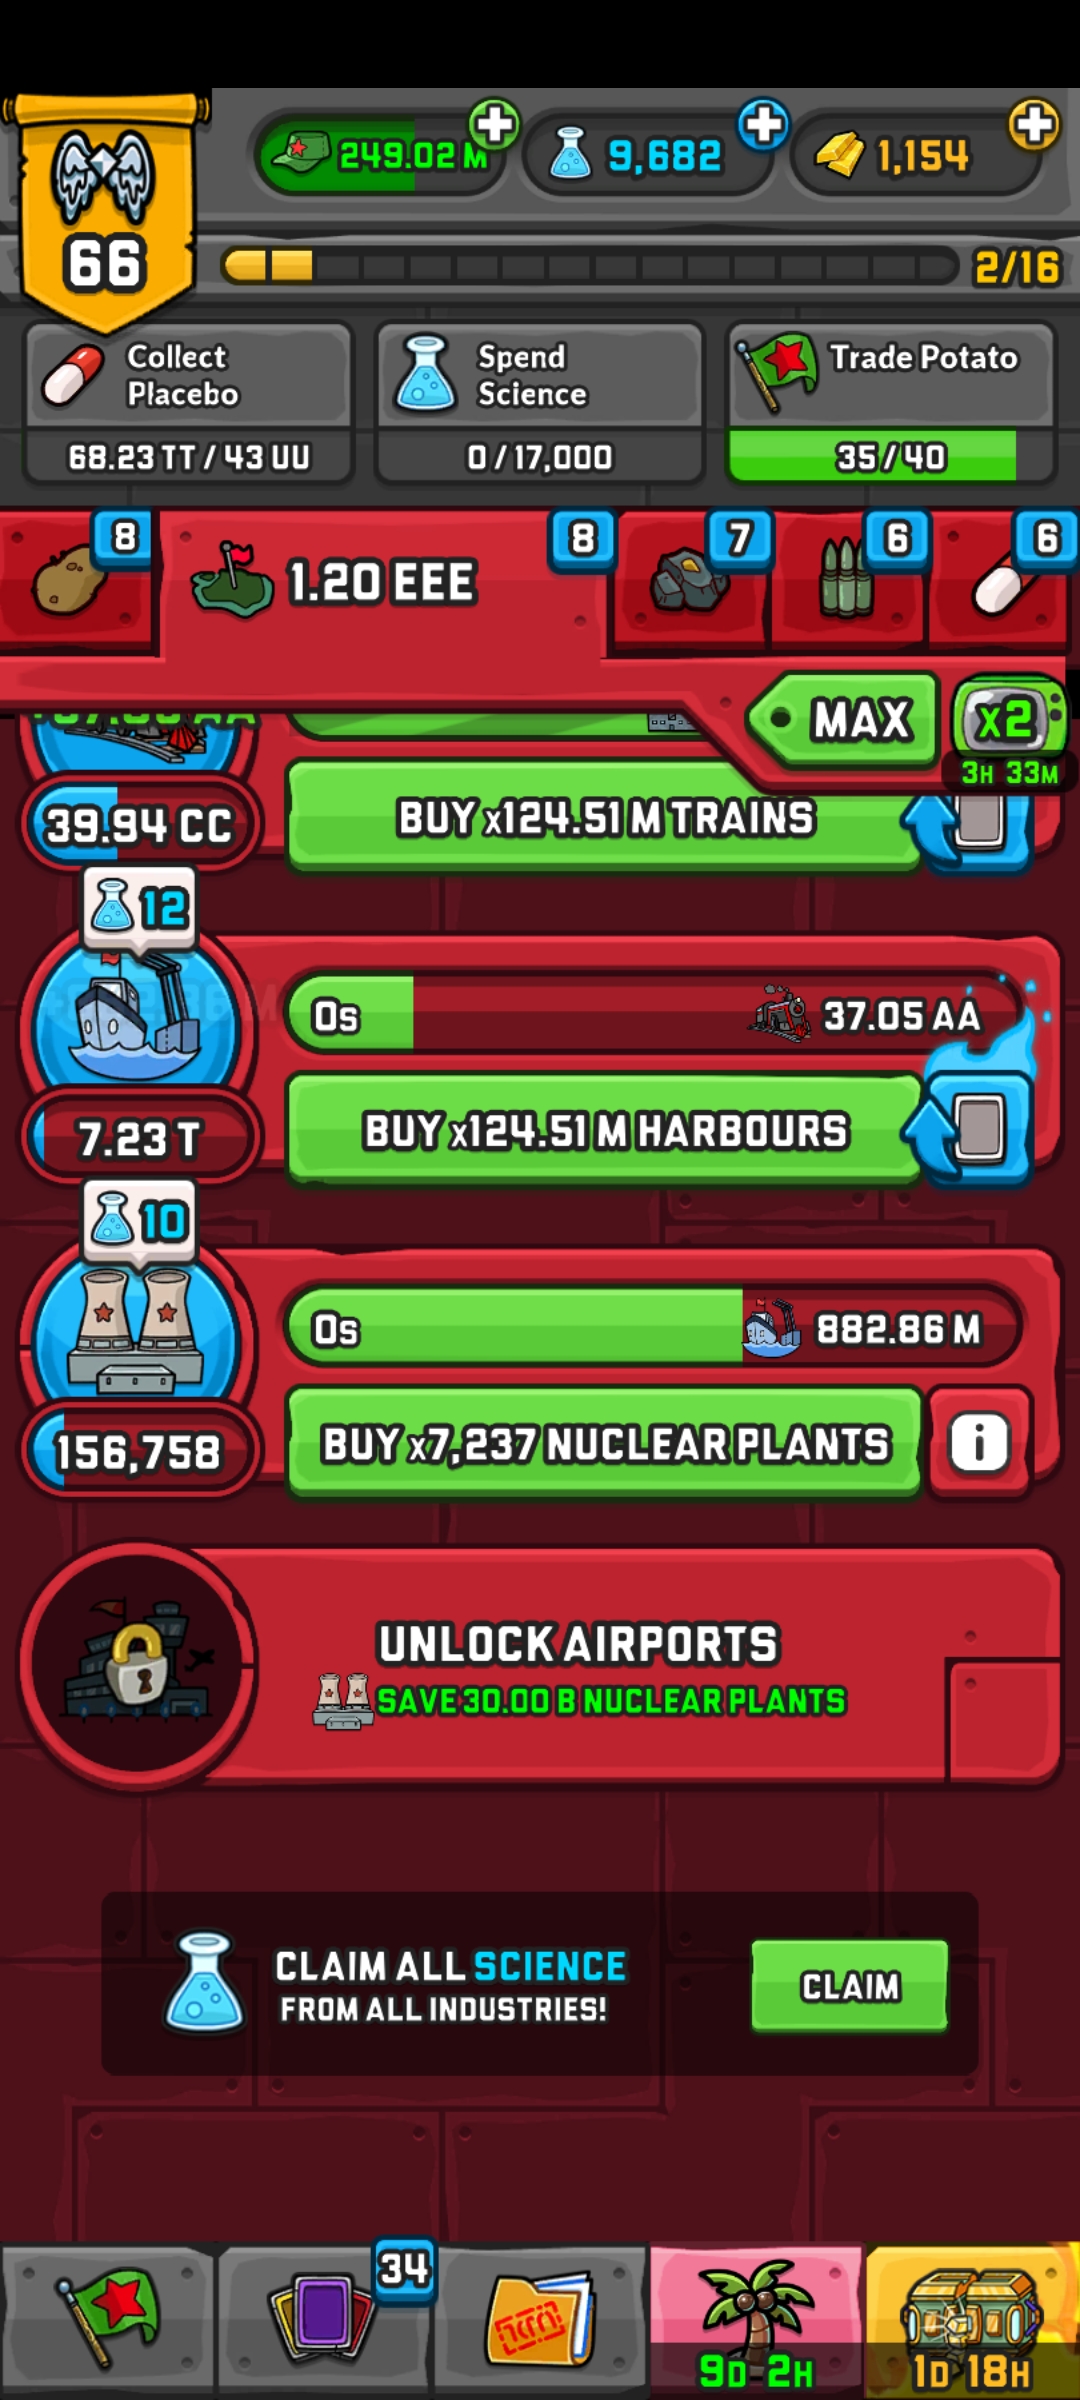 249.02 M
9,682
1,154
66
2/16
Collect
Placebo
68.23 TT / 43 UU
Spend
Science
0 / 17,000
Trade Potato
35 / 40
8
1.20 EEE
8
7
6
6
MAX
x2
3H 33M
39.94 CC
BUY x124.51 M TRAINS
12
0s
37.05 AA
7.23 T
BUY x124.51 M HARBOURS
10
0s
882.86 M
156,758
BUY x7,237 NUCLEAR PLANTS
i
UNLOCK AIRPORTS
SAVE 30.00 B NUCLEAR PLANTS
CLAIM ALL SCIENCE
FROM ALL INDUSTRIES!
CLAIM
34
9D 2H
1D 18H